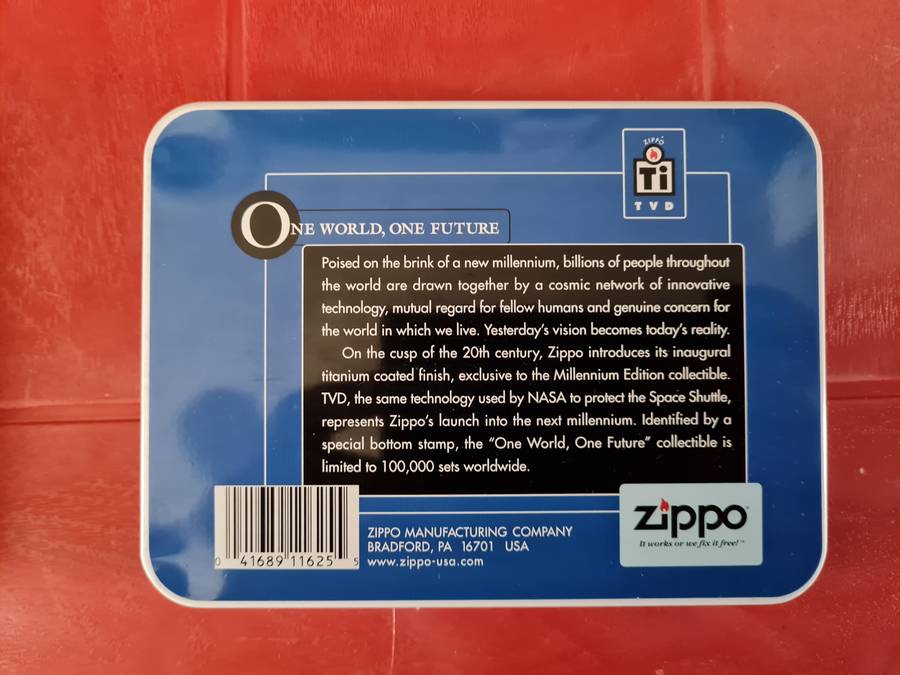 ZIPPO
Ti
TVD
ONE WORLD, ONE FUTURE
Poised on the brink of a new millennium, billions of people throughout
the world are drawn together by a cosmic network of innovative
technology, mutual regard for fellow humans and genuine concern for
the world in which we live. Yesterday's vision becomes today's reality.
On the cusp of the 20th century, Zippo introduces its inaugural
titanium coated finish, exclusive to the Millennium Edition collectible.
TVD, the same technology used by NASA to protect the Space Shuttle,
represents Zippo's launch into the next millennium. Identified by a
special bottom stamp, the "One World, One Future" collectible is
limited to 100,000 sets worldwide.
0 41689 11625 5
ZIPPO MANUFACTURING COMPANY
BRADFORD, PA 16701 USA
www.zippo-usa.com
zippo
It works or we fix it free!™